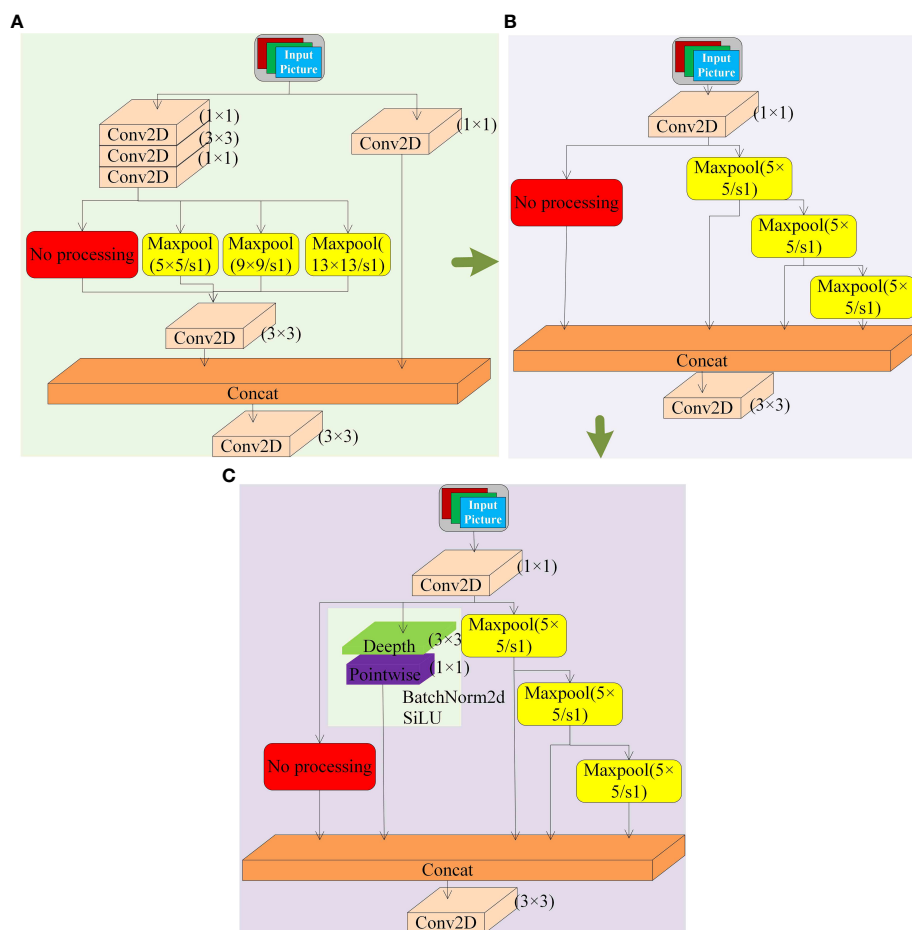 A
Input
Picture
(1×1)
Conv2D
(3×3)
Conv2D
(1×1)
Conv2D
(1×1)
Conv2D
No processing
Maxpool
(5×5/s1)
Maxpool
(9×9/s1)
Maxpool(
13×13/s1)
(3×3)
Conv2D
Concat
(3×3)
Conv2D
B
Input
Picture
(1×1)
Conv2D
No processing
Maxpool(5×
5/s1)
Maxpool(5×
5/s1)
Maxpool(5×
5/s1)
Concat
(3×3)
Conv2D
C
Input
Picture
(1×1)
Conv2D
Deepth
(3×3
Pointwise
(1×1)
BatchNorm2d
SiLU
Maxpool(5×
5/s1)
Maxpool(5×
5/s1)
No processing
Maxpool(5×
5/s1)
Concat
(3×3)
Conv2D